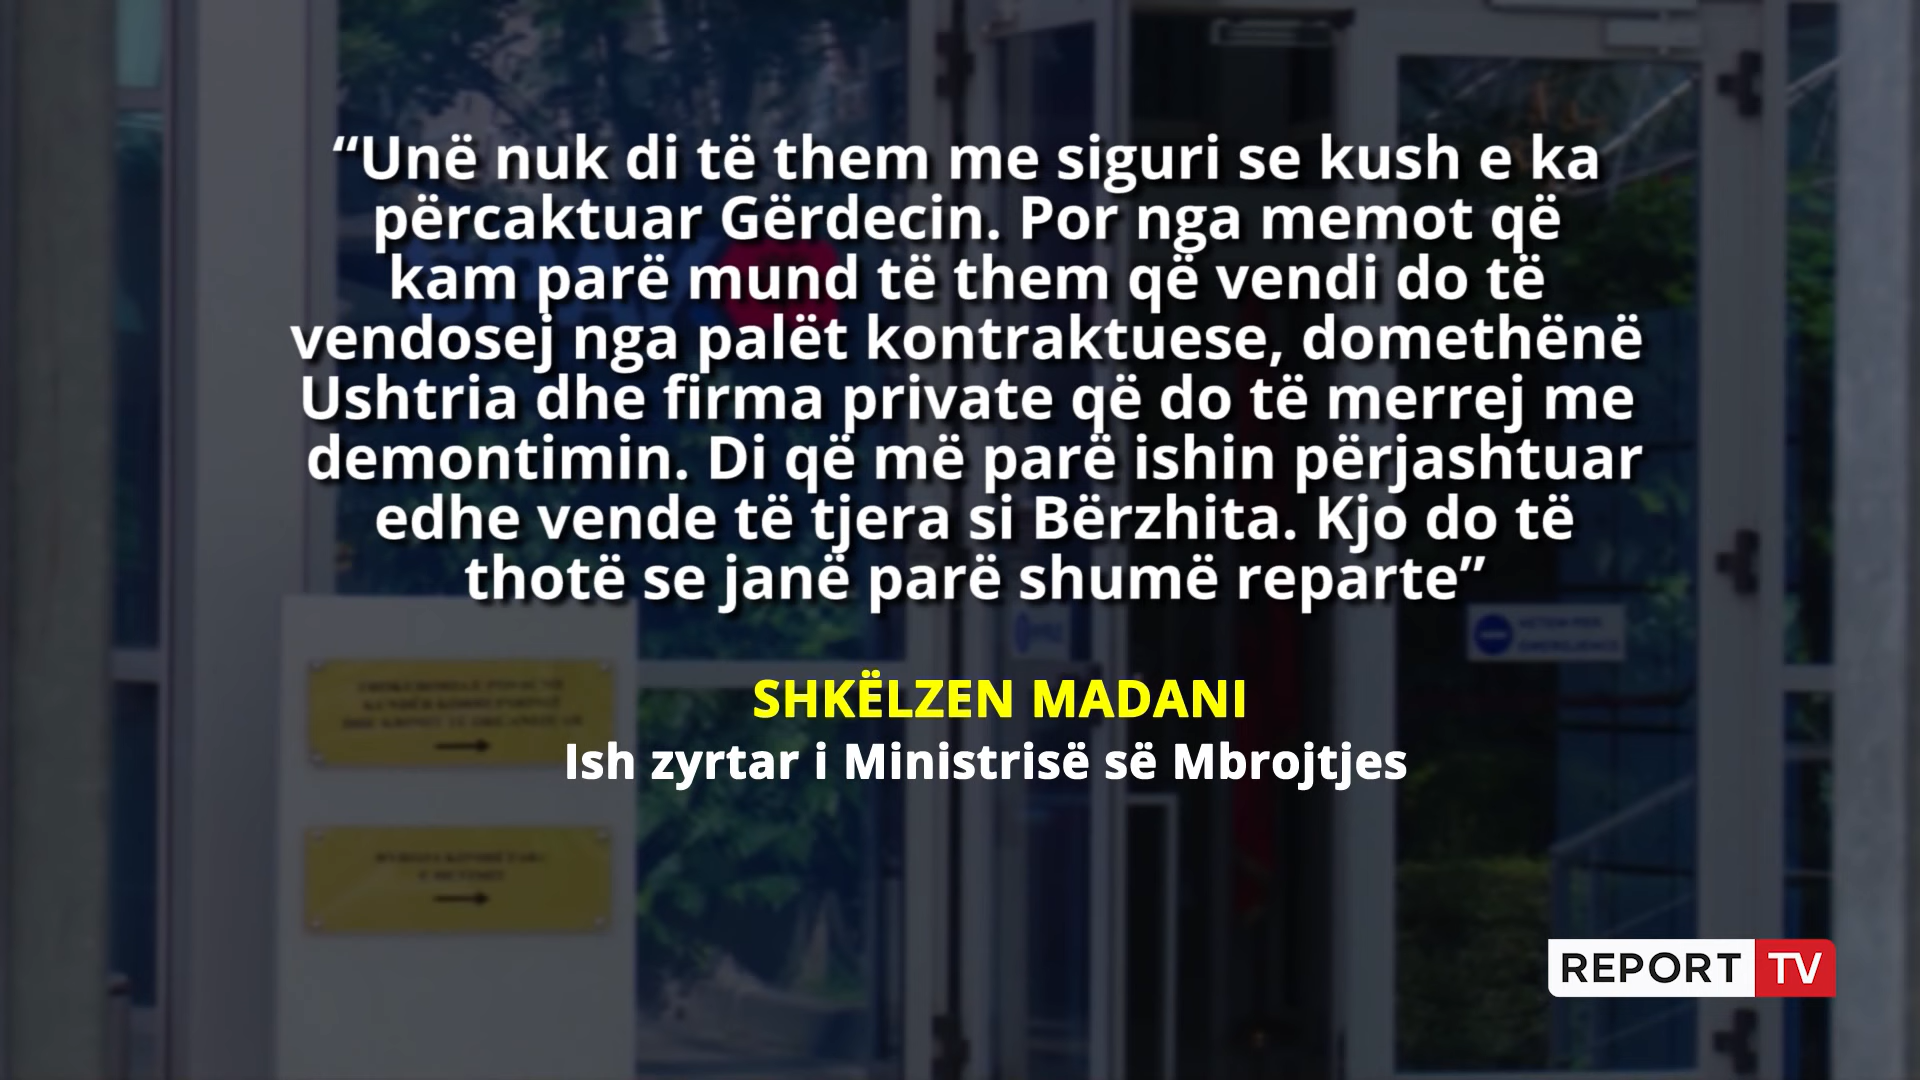 “Unë nuk di të them me siguri se kush e ka
përcaktuar Gërdecin. Por nga memot që
kam parë mund të them që vendi do të
vendosej nga palët kontraktuese, domethënë
Ushtria dhe firma private që do të merrej me
demontimin. Di që më parë ishin përjashtuar
edhe vende të tjera si Bërzhita. Kjo do të
thotë se janë parë shumë reparte”
SHKËLZEN MADANI
Ish zyrtar i Ministrisë së Mbrojtjes
REPORT TV